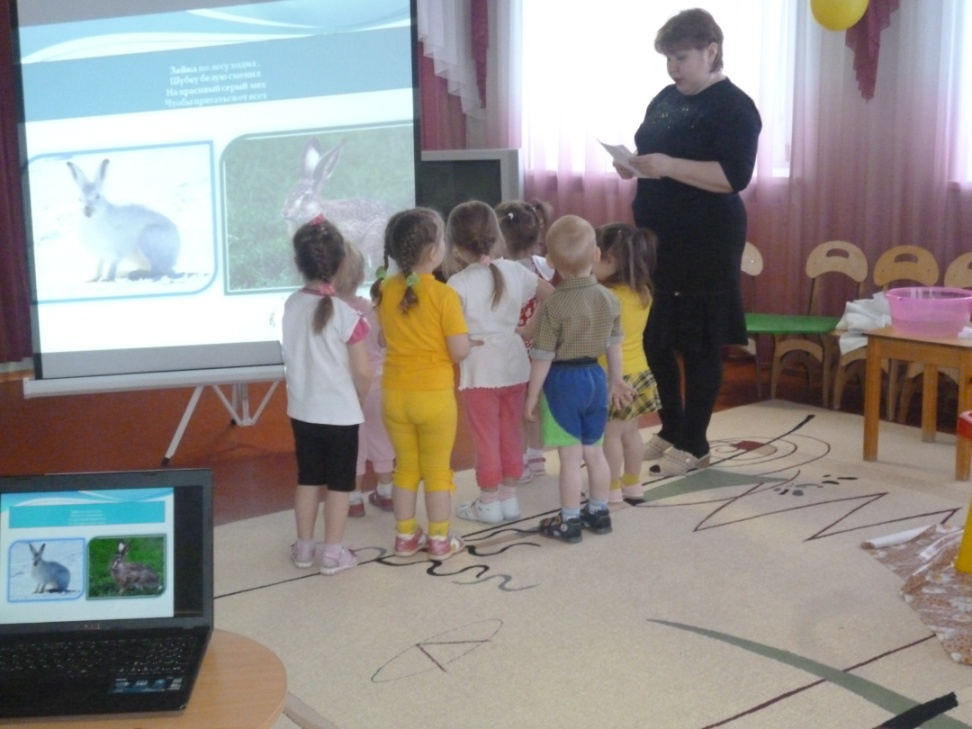 Зайка по лесу ходил .
Шубку белую сменил
На красивый серый мех
Чтобы прятаться от всех